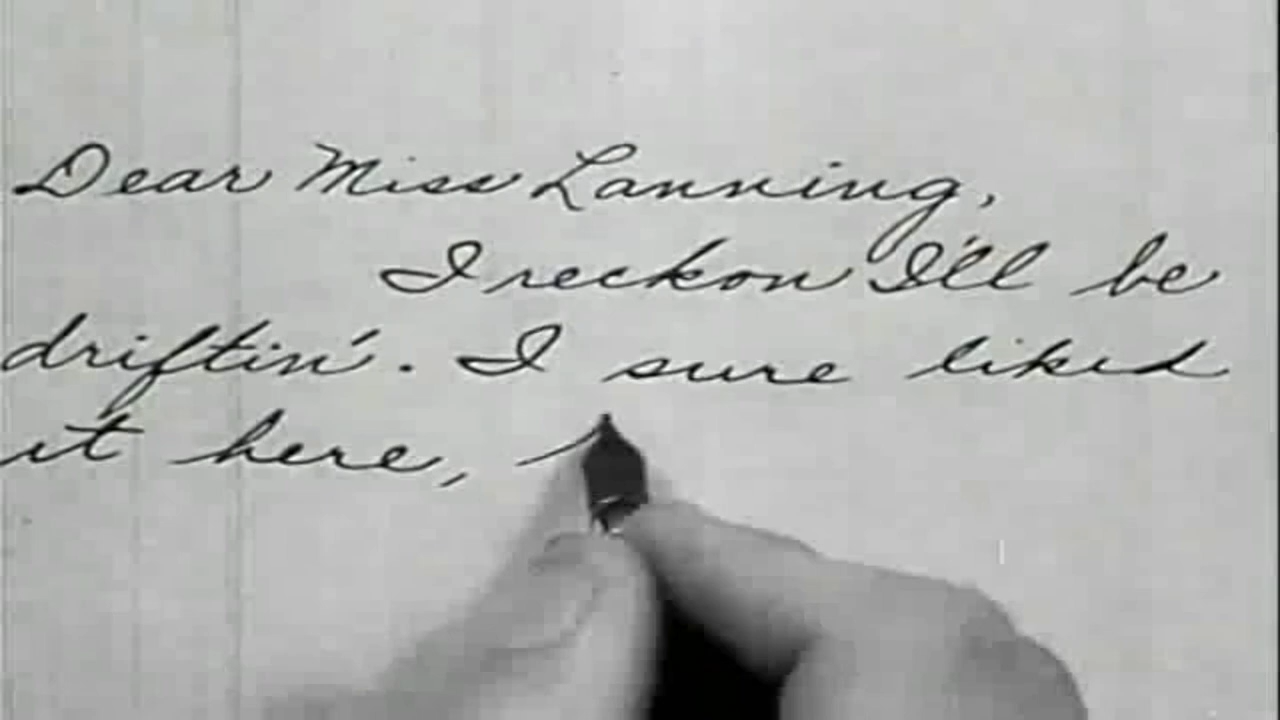 Dear Miss Lanning,
I reckon I'll be
driftin'. I sure liked
it here,